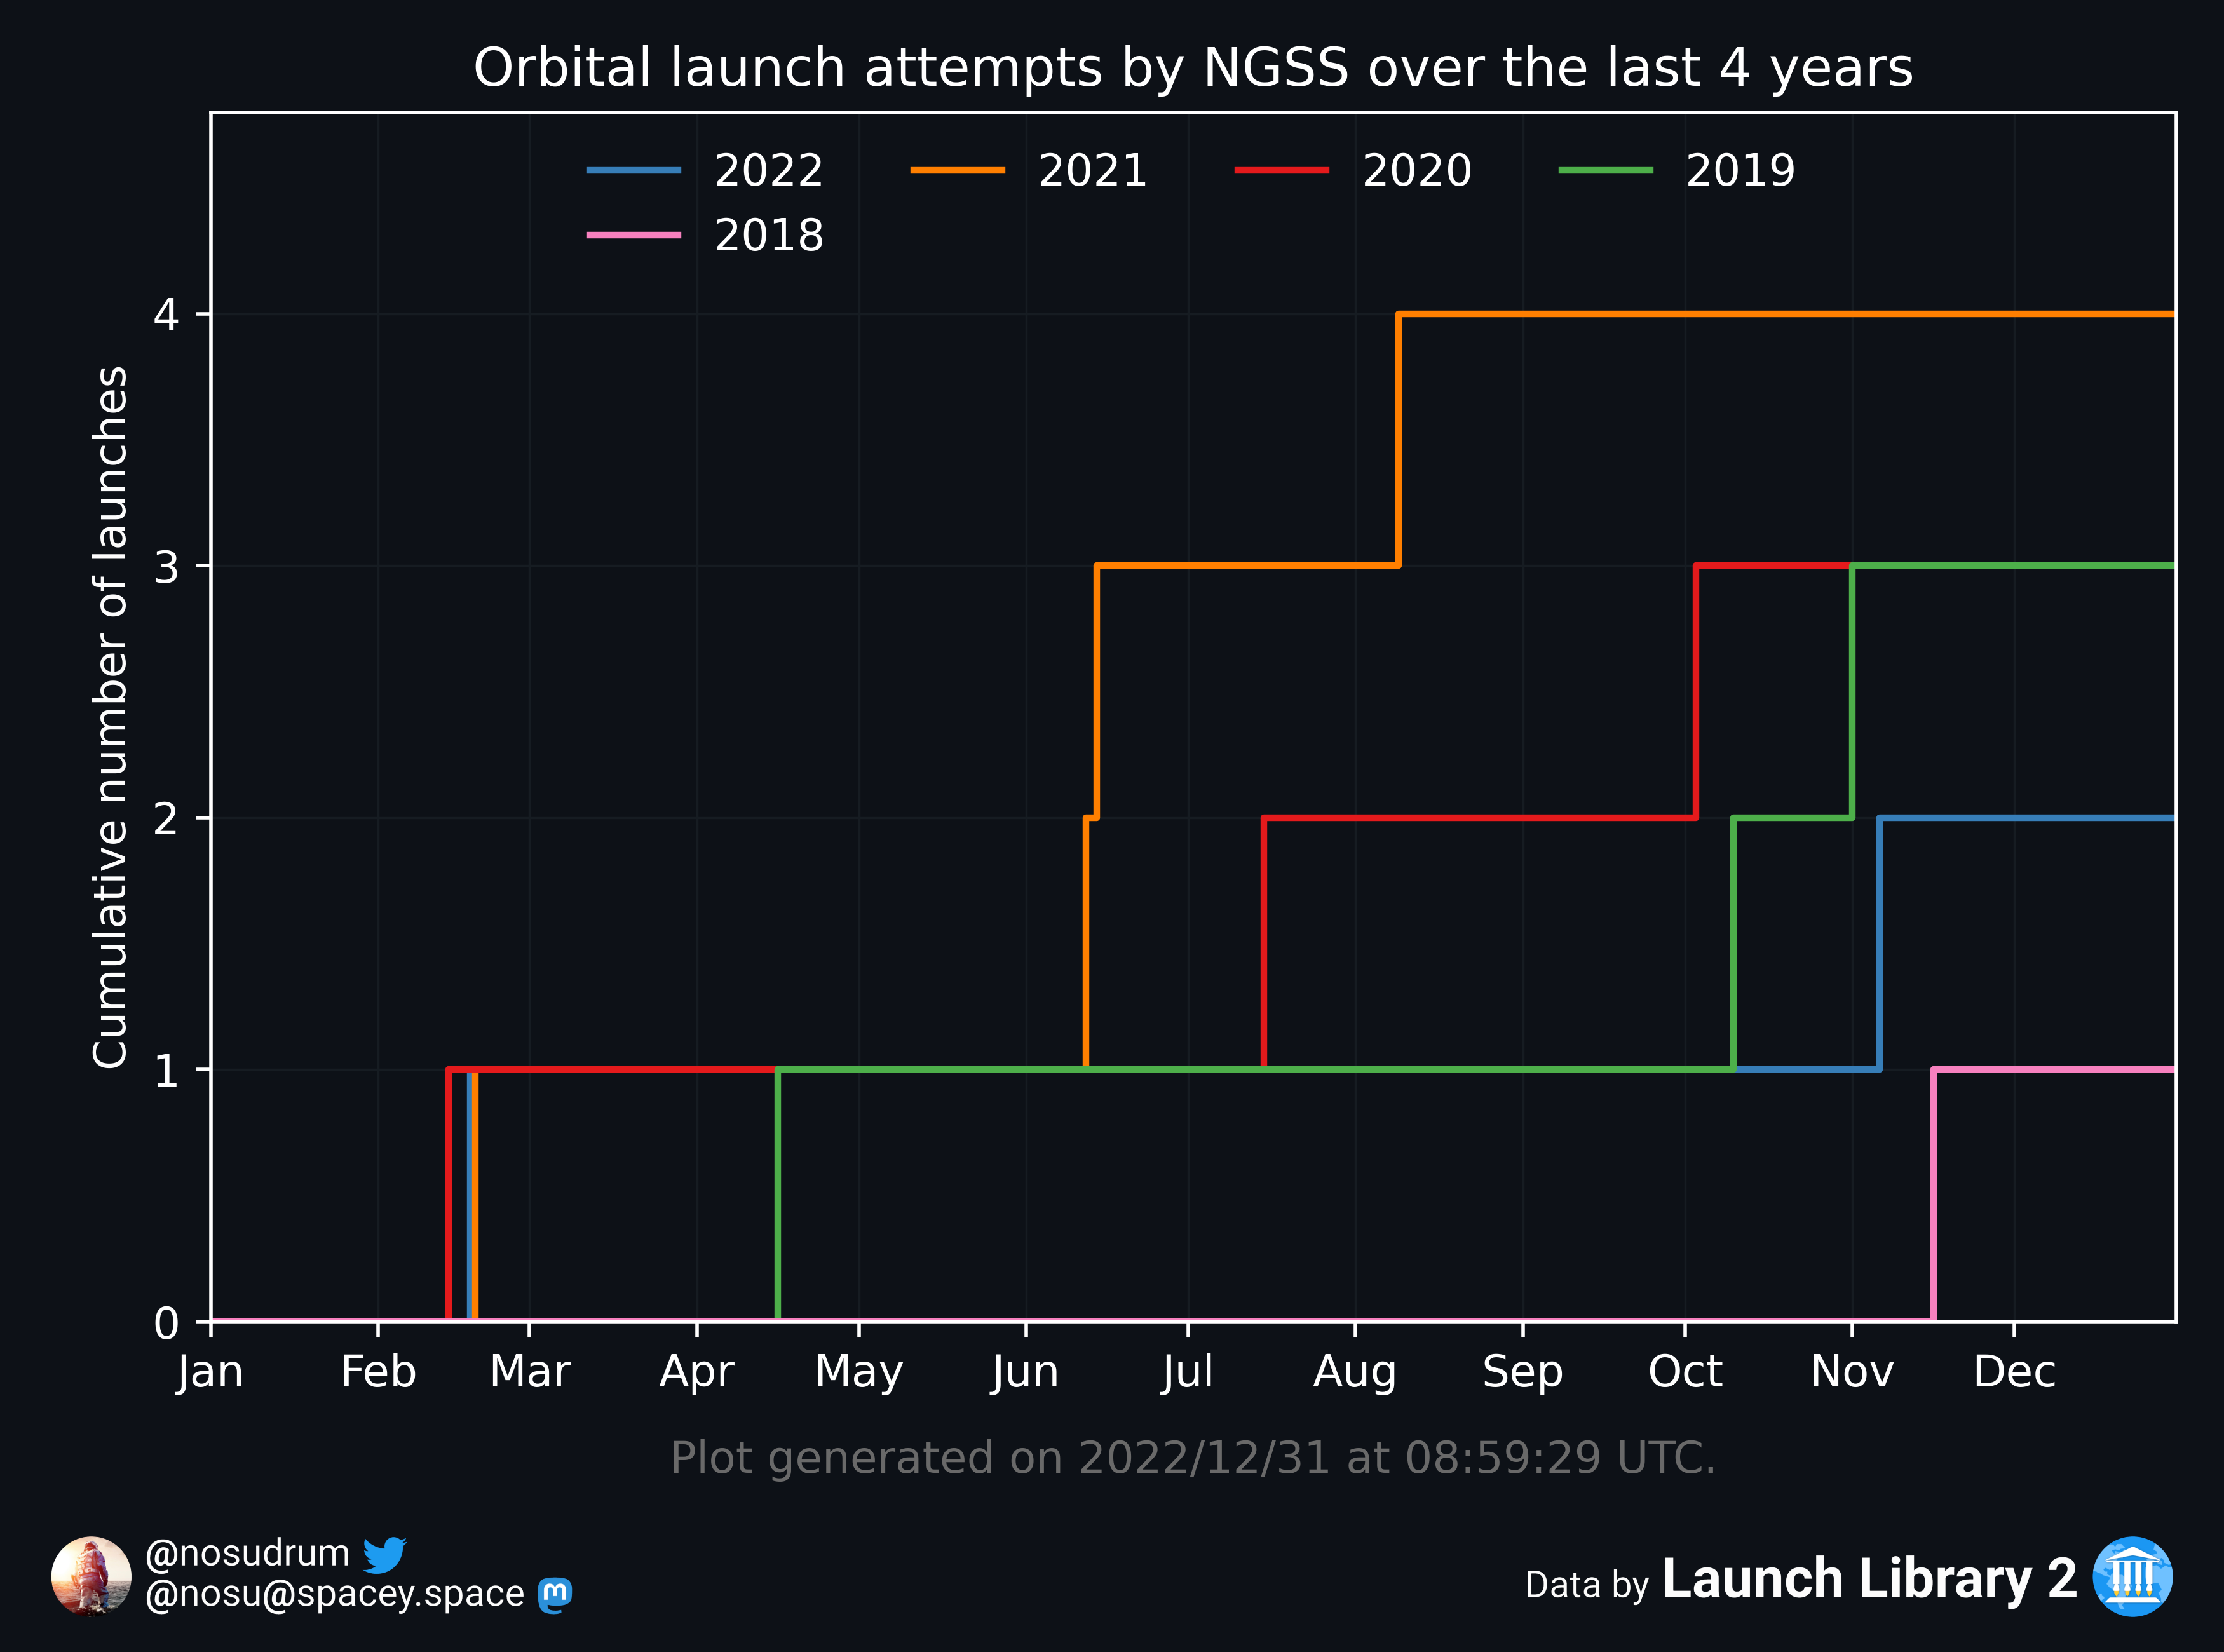 Orbital launch attempts by NGSS over the last 4 years
2022 2021 2020 2019
2018
Cumulative number of launches
4
3
2
1
0
Jan Feb Mar Apr May Jun Jul Aug Sep Oct Nov Dec
Plot generated on 2022/12/31 at 08:59:29 UTC.
@nosudrum
@nosu@spacey.space
Data by Launch Library 2